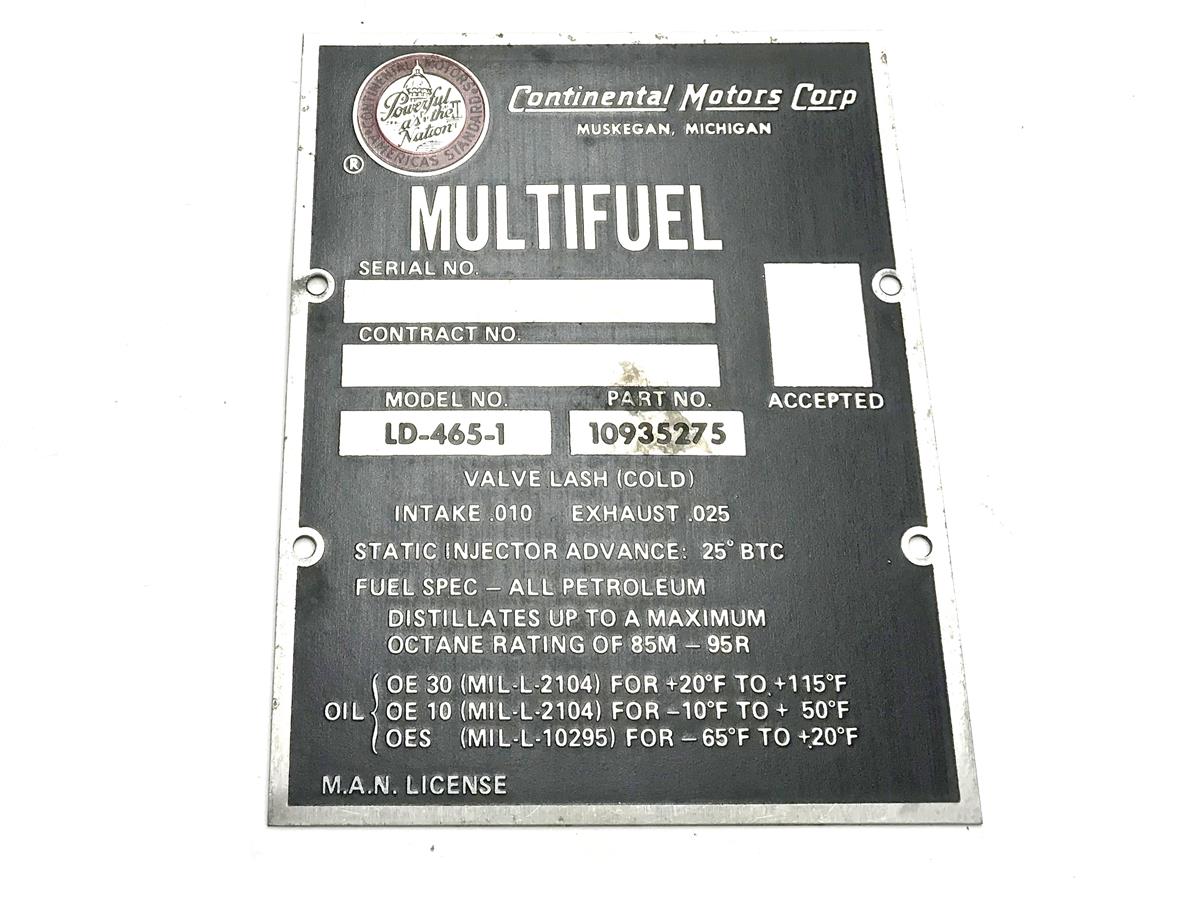 CONTINENTAL MOTORS CORP
Powerful
as the
Nation
AMERICAS STANDARD
®
Continental Motors Corp
MUSKEGAN, MICHIGAN
MULTIFUEL
SERIAL NO.
CONTRACT NO.
MODEL NO. PART NO. ACCEPTED
LD-465-1 10935275
VALVE LASH (COLD)
INTAKE .010 EXHAUST .025
STATIC INJECTOR ADVANCE: 25° BTC
FUEL SPEC – ALL PETROLEUM
DISTILLATES UP TO A MAXIMUM
OCTANE RATING OF 85M – 95R
OE 30 (MIL-L-2104) FOR +20°F TO +115°F
OIL OE 10 (MIL-L-2104) FOR –10°F TO + 50°F
OES (MIL-L-10295) FOR – 65°F TO +20°F
M.A.N. LICENSE